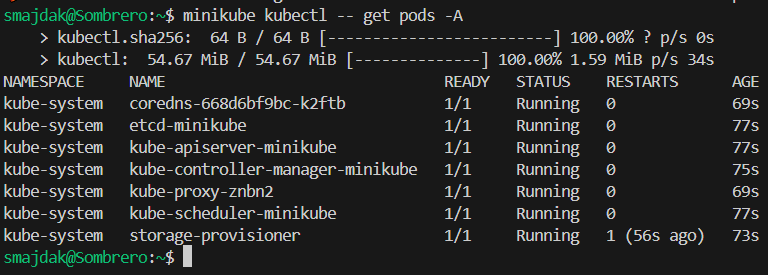 smajdak@Sombrero:~$ minikube kubectl -- get pods -A
    > kubectl.sha256:  64 B / 64 B [-------------------------] 100.00% ? p/s 0s
    > kubectl:  54.67 MiB / 54.67 MiB [--------------] 100.00% 1.59 MiB p/s 34s
NAMESPACE     NAME                               READY   STATUS    RESTARTS      AGE
kube-system   coredns-668d6bf9bc-k2ftb           1/1     Running   0             69s
kube-system   etcd-minikube                      1/1     Running   0             77s
kube-system   kube-apiserver-minikube            1/1     Running   0             77s
kube-system   kube-controller-manager-minikube   1/1     Running   0             75s
kube-system   kube-proxy-znbn2                   1/1     Running   0             69s
kube-system   kube-scheduler-minikube            1/1     Running   0             77s
kube-system   storage-provisioner                1/1     Running   1 (56s ago)   73s
smajdak@Sombrero:~$